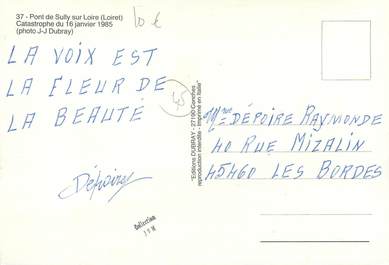 37 - Pont de Sully sur Loire (Loiret)
Catastrophe du 16 janvier 1985
(photo J-J Dubray)
10 €
LA VOIX EST
LA FLEUR DE
LA BEAUTÉ
Dépoire
Collection
"Editions DUBRAY - 27190 Conches
reproduction interdite - Imprimé en Italie"
45
Mme DÉPOIRE RAYMONDE
40 RUE MIZALIN
45460 LES BORDES